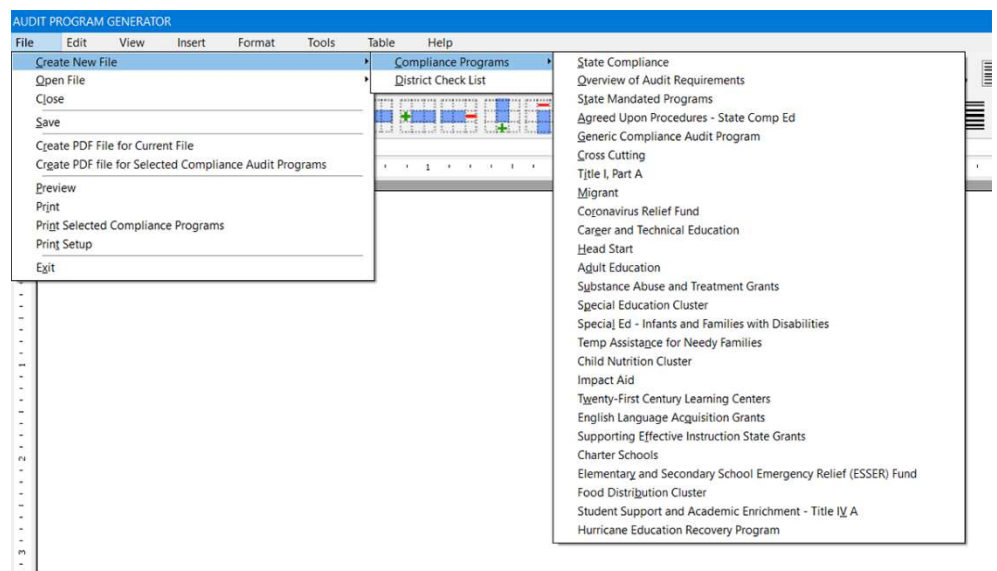 AUDIT PROGRAM GENERATOR
File Edit View Insert Format Tools Table Help
Create New File
Open File
Close
Save
Create PDF File for Current File
Create PDF file for Selected Compliance Audit Programs
Preview
Print
Print Selected Compliance Programs
Print Setup
Exit
Compliance Programs
District Check List
State Compliance
Overview of Audit Requirements
State Mandated Programs
Agreed Upon Procedures - State Comp Ed
Generic Compliance Audit Program
Cross Cutting
Title I, Part A
Migrant
Coronavirus Relief Fund
Career and Technical Education
Head Start
Adult Education
Substance Abuse and Treatment Grants
Special Education Cluster
Special Ed - Infants and Families with Disabilities
Temp Assistance for Needy Families
Child Nutrition Cluster
Impact Aid
Twenty-First Century Learning Centers
English Language Acquisition Grants
Supporting Effective Instruction State Grants
Charter Schools
Elementary and Secondary School Emergency Relief (ESSER) Fund
Food Distribution Cluster
Student Support and Academic Enrichment - Title IV A
Hurricane Education Recovery Program
1
1
2
3